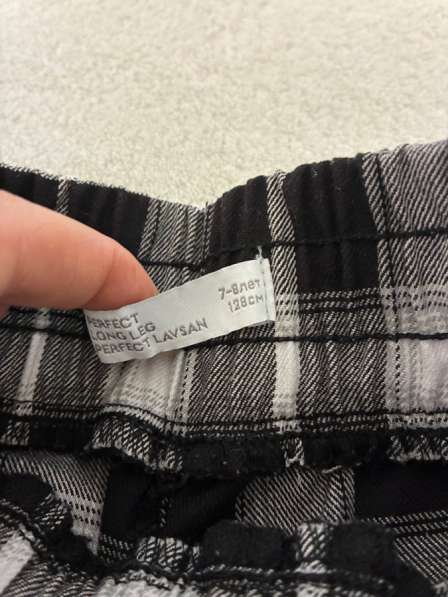 7-8лет
128см
PERFECT
LONG LEG
PERFECT LAVSAN